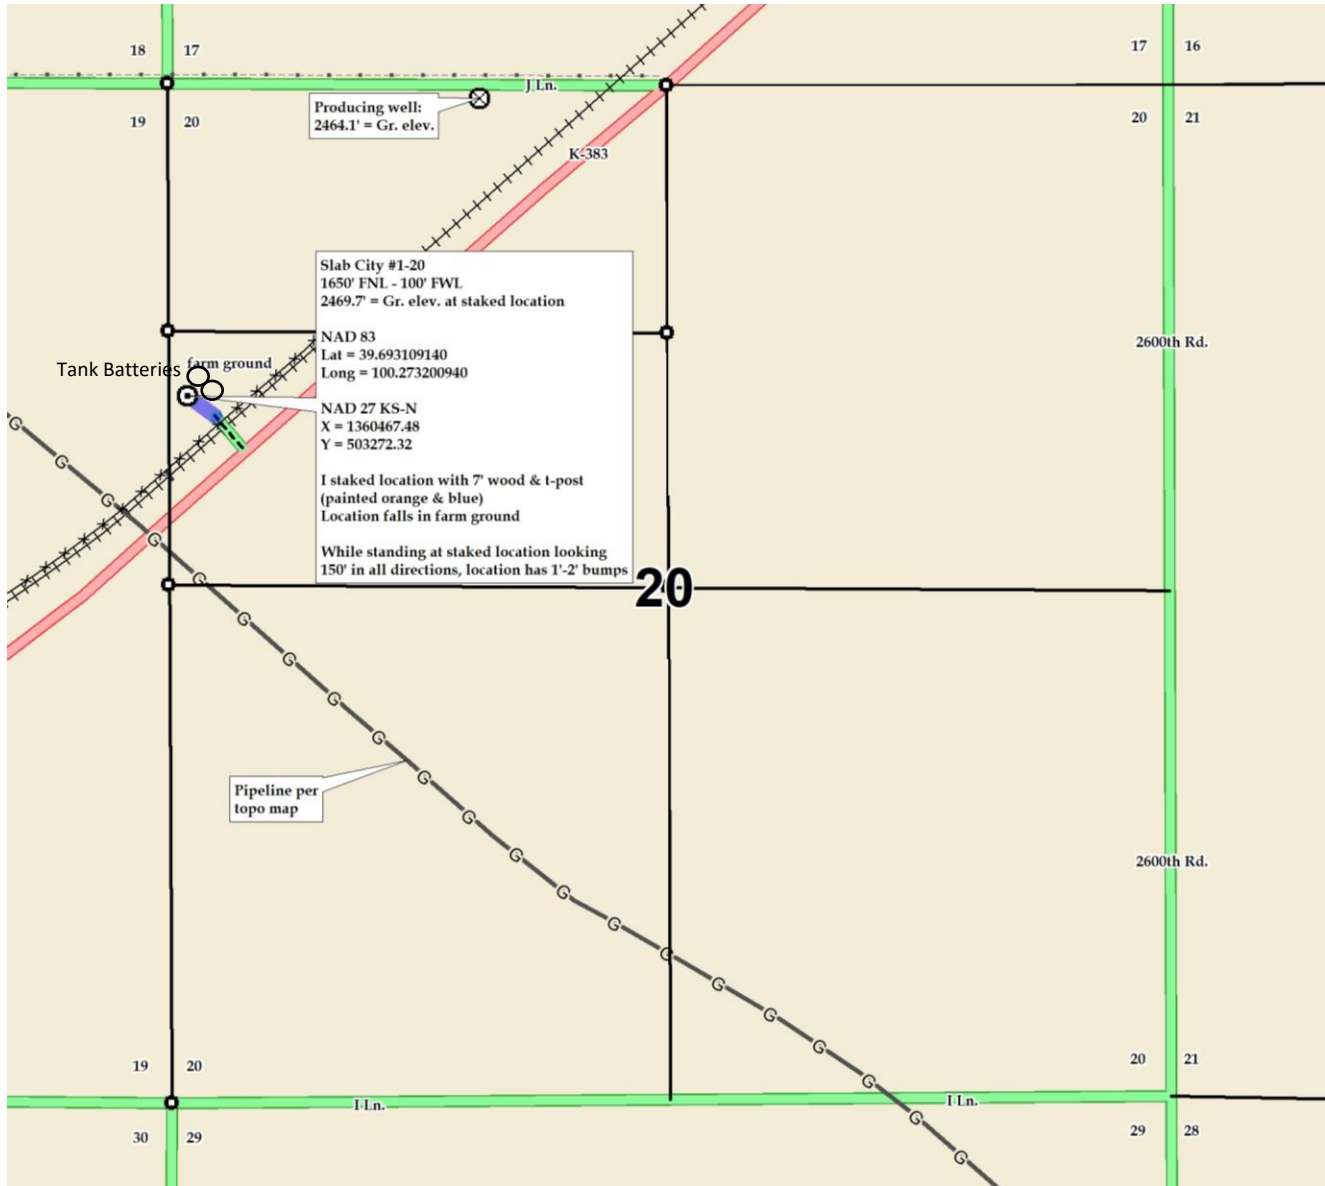 18 17
17 16
J Ln.
Producing well:
2464.1' = Gr. elev.
19 20
20 21
K-383
Slab City #1-20
1650' FNL - 100' FWL
2469.7' = Gr. elev. at staked location
NAD 83
Lat = 39.693109140
Long = 100.273200940
NAD 27 KS-N
X = 1360467.48
Y = 503272.32
I staked location with 7' wood & t-post
(painted orange & blue)
Location falls in farm ground
While standing at staked location looking
150' in all directions, location has 1'-2' bumps
2600th Rd.
farm ground
Tank Batteries
G
G
G
G
G
20
G
G
G
G
Pipeline per
topo map
G
G
G
G
2600th Rd.
G
G
G
G
G
G
19 20
20 21
I Ln.
I Ln.
G
G
30 29
29 28